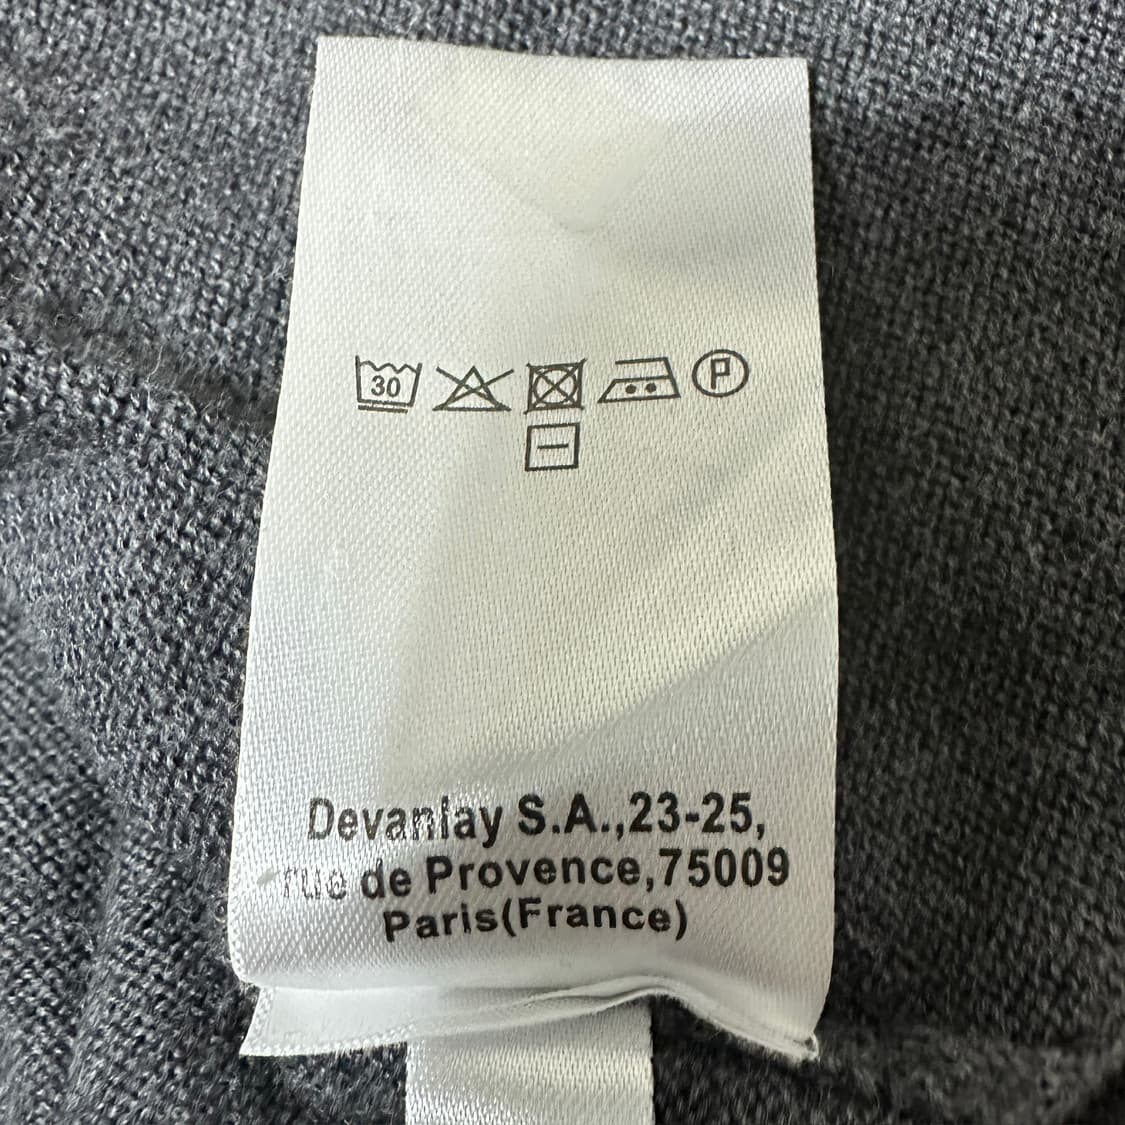 30
P
Devanlay S.A.,23-25,
rue de Provence,75009
Paris(France)